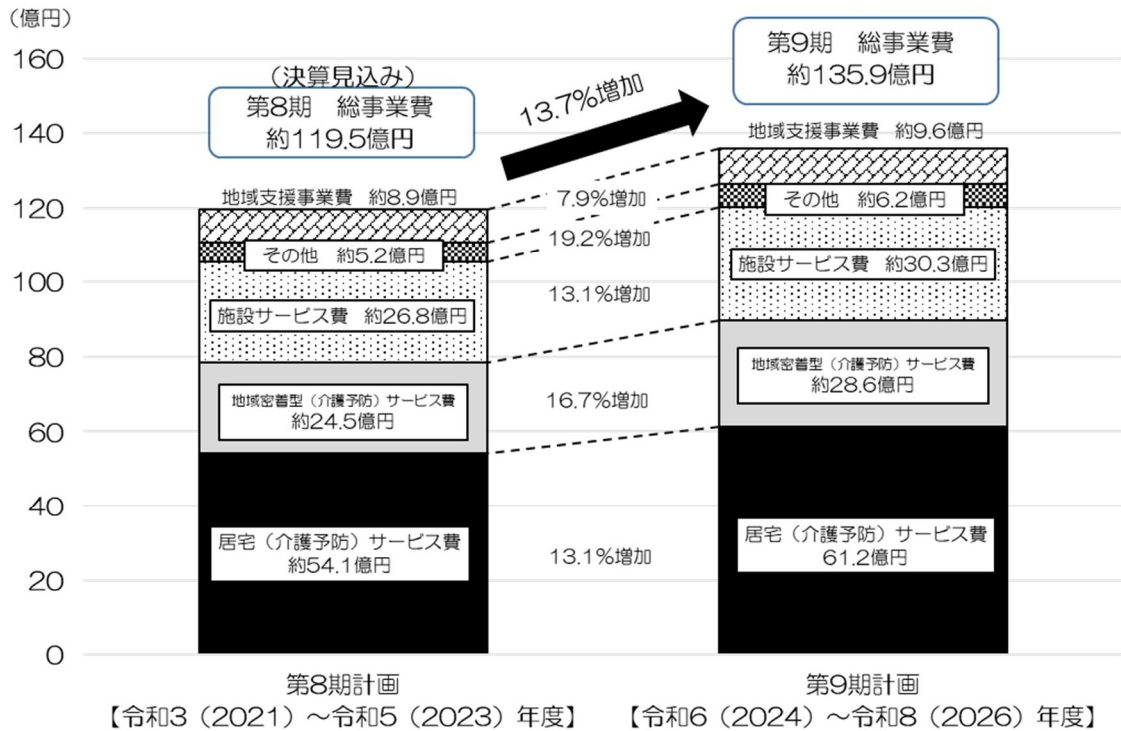 （億円）
160
140
120
100
80
60
40
20
0
（決算見込み）
第8期　総事業費
約119.5億円
13.7%増加
第9期　総事業費
約135.9億円
地域支援事業費　約8.9億円
その他　約5.2億円
施設サービス費　約26.8億円
地域密着型（介護予防）サービス費
約24.5億円
居宅（介護予防）サービス費
約54.1億円
7.9%増加
19.2%増加
13.1%増加
16.7%増加
13.1%増加
地域支援事業費　約9.6億円
その他　約6.2億円
施設サービス費　約30.3億円
地域密着型（介護予防）サービス費
約28.6億円
居宅（介護予防）サービス費
61.2億円
第8期計画
【令和3（2021）～令和5（2023）年度】
第9期計画
【令和6（2024）～令和8（2026）年度】